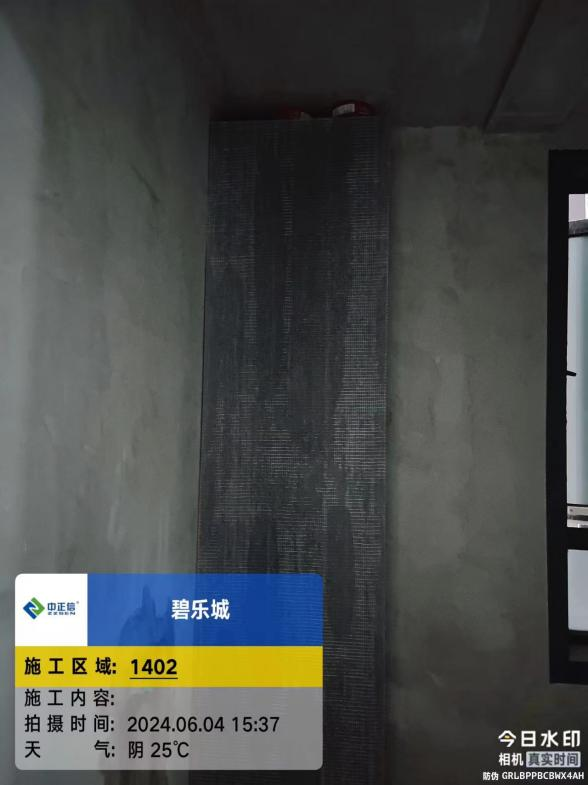 中正信
ZZSEN
碧乐城
施工区域: 1402
施工内容:
拍摄时间: 2024.06.04 15:37
天气: 阴 25℃
今日水印
相机 真实时间
防伪 GRLBPPBCBWX4AH